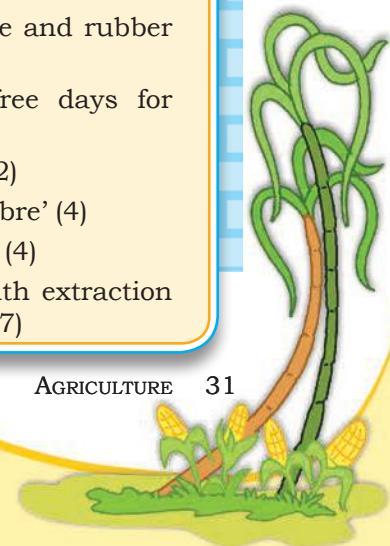 e and rubber
free days for
2)
bre’ (4)
(4)
th extraction
7)
AGRICULTURE 31